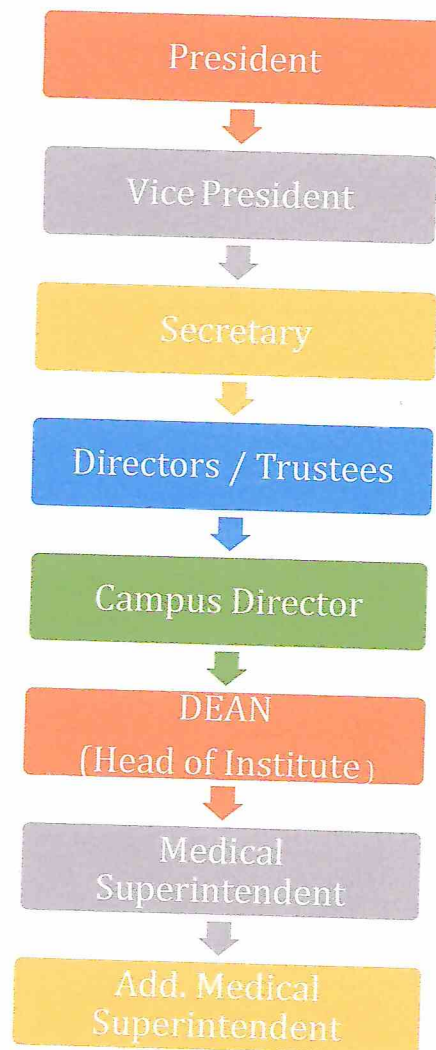 President
Vice President
Secretary
Directors / Trustees
Campus Director
DEAN
(Head of Institute)
Medical
Superintendent
Add. Medical
Superintendent